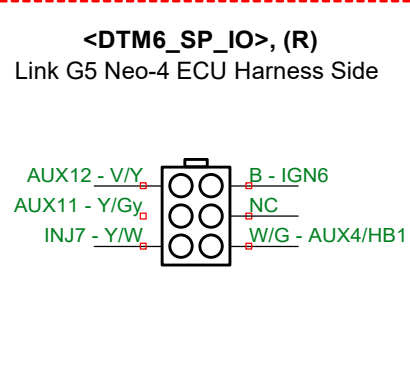 <DTM6_SP_IO>, (R)
Link G5 Neo-4 ECU Harness Side
AUX12 - V/Y
B - IGN6
AUX11 - Y/Gy
NC
INJ7 - Y/W
W/G - AUX4/HB1